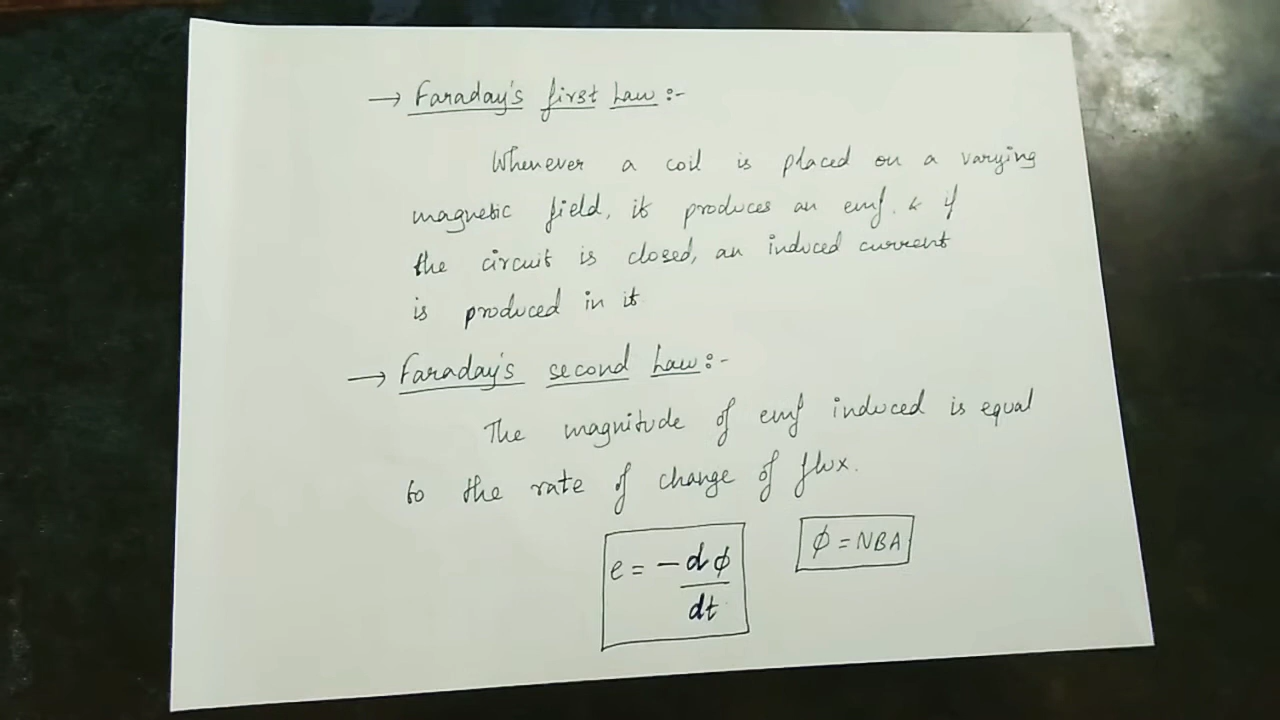 → Faraday's first Law :-
Whenever a coil is placed on a varying
magnetic field, it produces an emf. & if
the circuit is closed, an induced current
is produced in it
→ Faraday's second Law :-
The magnitude of emf induced is equal
to the rate of change of flux.
e = - dϕ/dt
ϕ = NBA